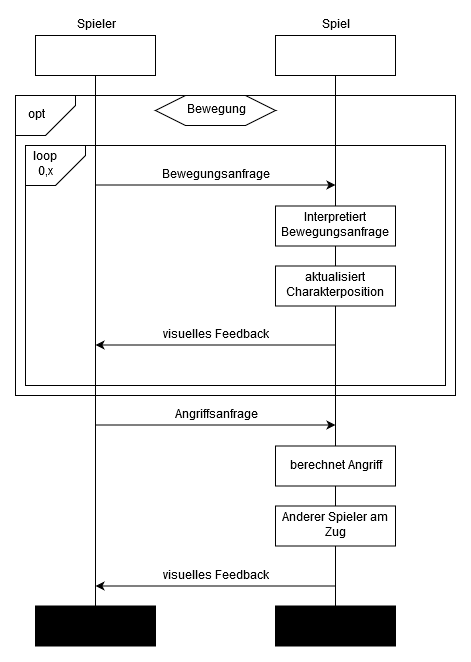 Spieler
Spiel
opt
Bewegung
loop
0,x
Bewegungsanfrage
Interpretiert
Bewegungsanfrage
aktualisiert
Charakterposition
visuelles Feedback
Angriffsanfrage
berechnet Angriff
Anderer Spieler am
Zug
visuelles Feedback